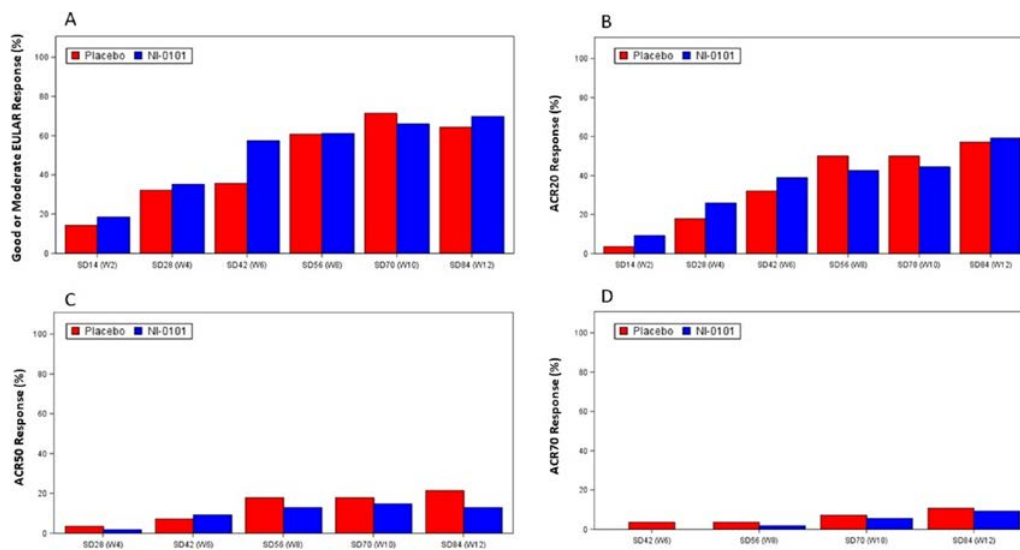 A
Good or Moderate EULAR Response (%)
100
80
60
40
20
0
Placebo NI-0101
SD14 (W2) SD28 (W4) SD42 (W6) SD56 (W8) SD70 (W10) SD84 (W12)
B
ACR20 Response (%)
100
80
60
40
20
0
Placebo NI-0101
SD14 (W2) SD28 (W4) SD42 (W6) SD56 (W8) SD70 (W10) SD84 (W12)
C
ACR50 Response (%)
100
80
60
40
20
0
Placebo NI-0101
SD28 (W4) SD42 (W6) SD56 (W8) SD70 (W10) SD84 (W12)
D
ACR70 Response (%)
100
80
60
40
20
0
Placebo NI-0101
SD42 (W6) SD56 (W8) SD70 (W10) SD84 (W12)